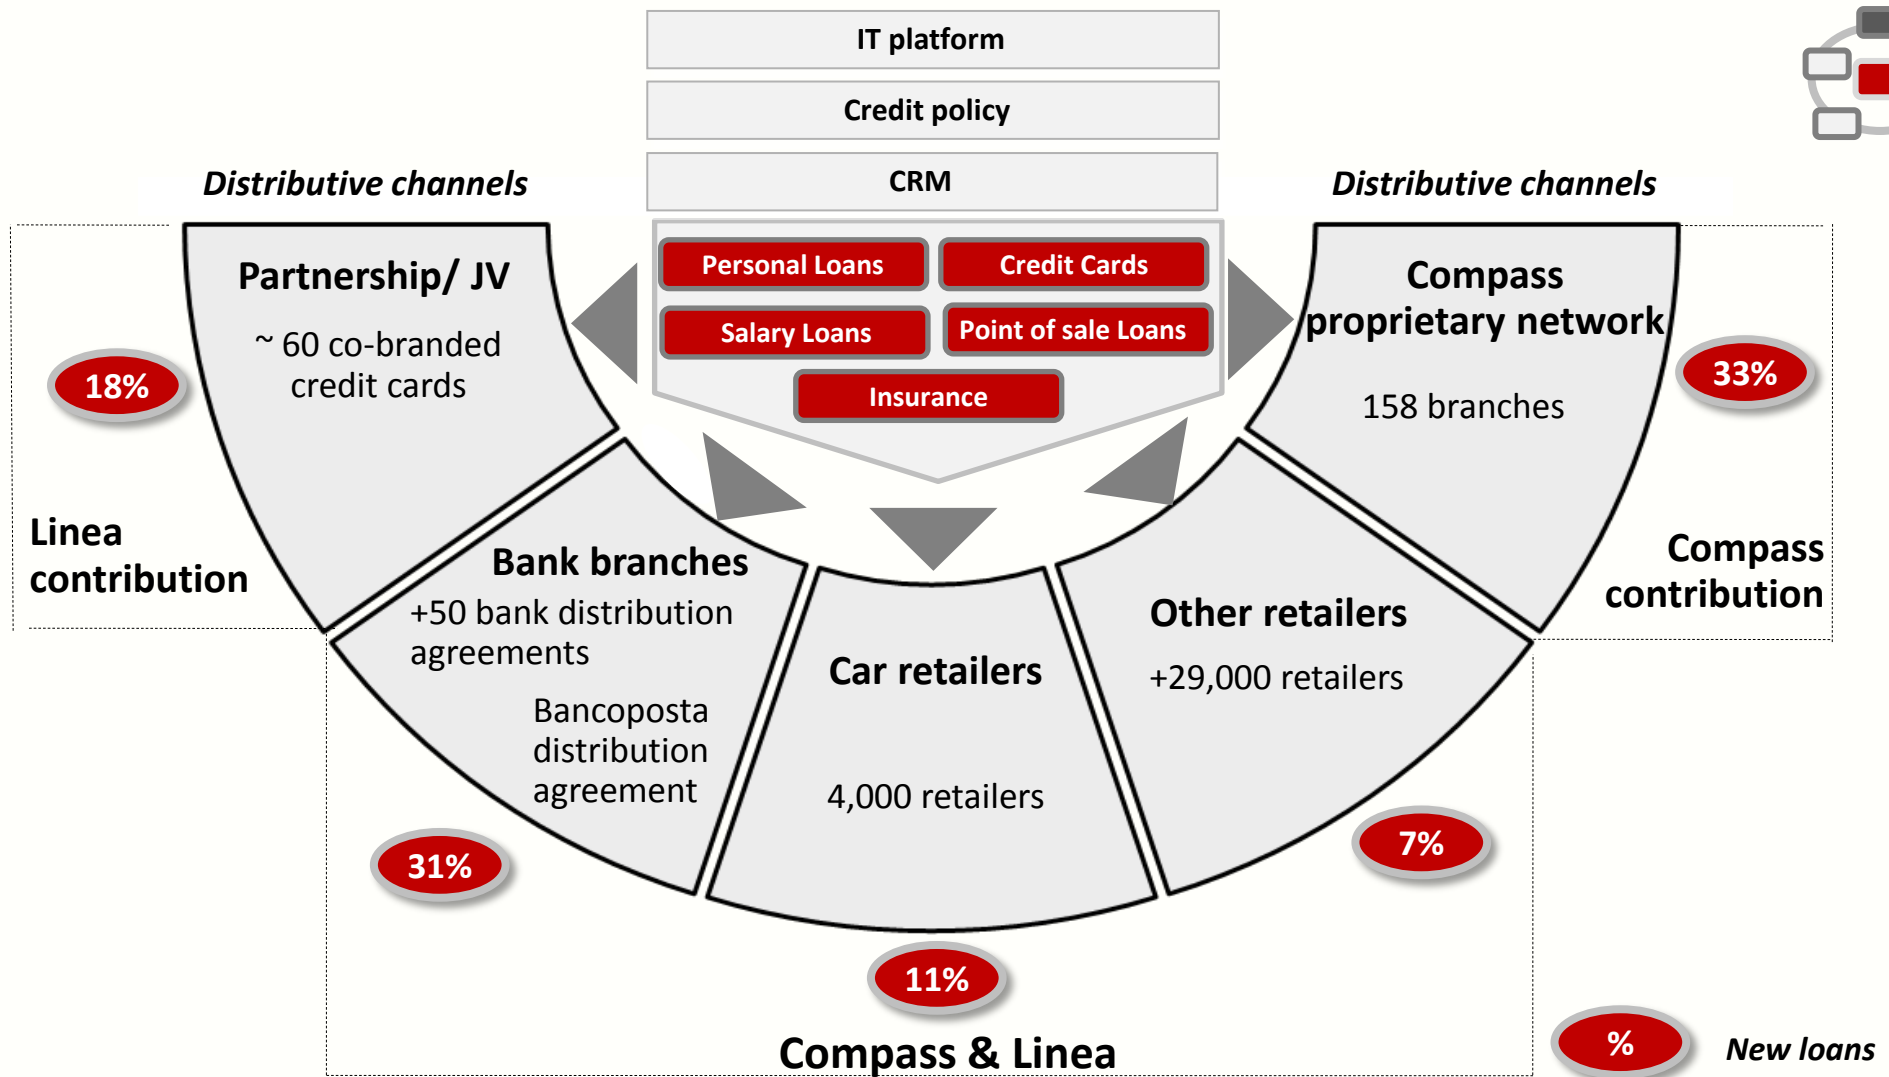 IT platform
Credit policy
CRM
Distributive channels
Distributive channels
Personal Loans
Credit Cards
Salary Loans
Point of sale Loans
Insurance
Partnership/ JV
~ 60 co-branded
credit cards
18%
Linea
contribution
Bank branches
+50 bank distribution
agreements
Bancoposta
distribution
agreement
31%
Car retailers
4,000 retailers
11%
Other retailers
+29,000 retailers
7%
Compass
proprietary network
158 branches
33%
Compass
contribution
Compass & Linea
%
New loans